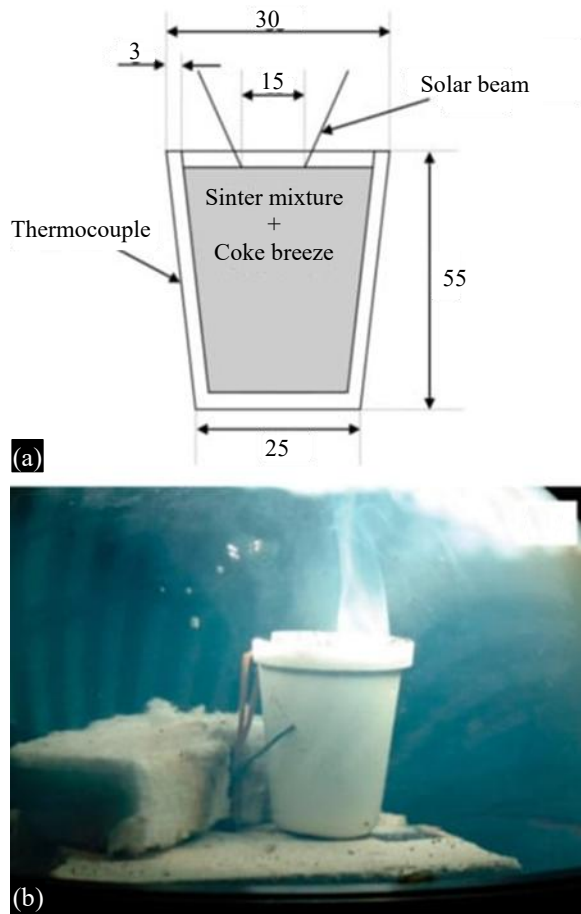 30
3
15
Solar beam
Sinter mixture
+
Coke breeze
Thermocouple
55
25
(a)
(b)